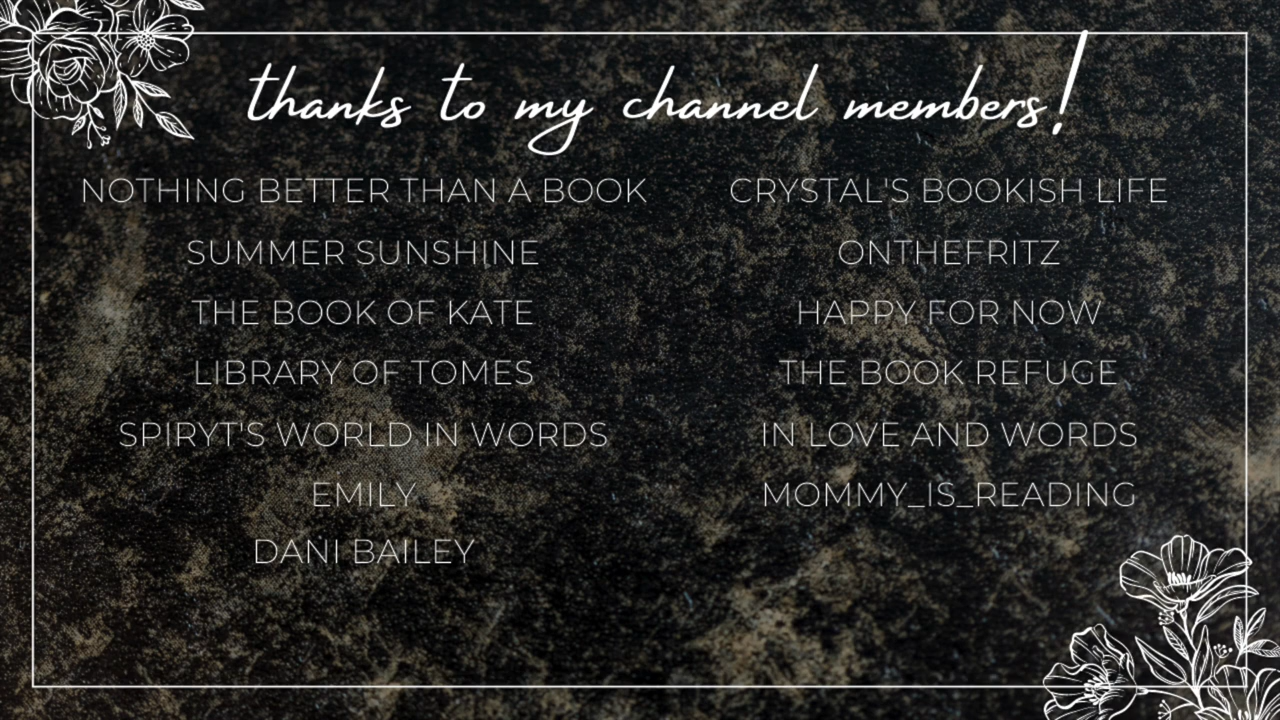 thanks to my channel members!
NOTHING BETTER THAN A BOOK
SUMMER SUNSHINE
THE BOOK OF KATE
LIBRARY OF TOMES
SPIRYT'S WORLD IN WORDS
EMILY
DANI BAILEY
CRYSTAL'S BOOKISH LIFE
ONTHEFRITZ
HAPPY FOR NOW
THE BOOK REFUGE
IN LOVE AND WORDS
MOMMY_IS_READING